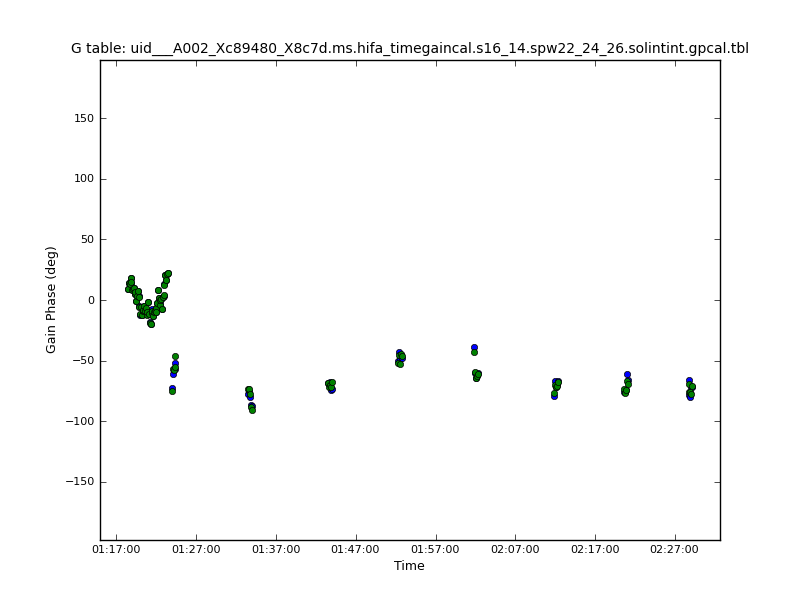 G table: uid___A002_Xc89480_X8c7d.ms.hifa_timegaincal.s16_14.spw22_24_26.solintint.gpcal.tbl
150
100
50
0
−50
−100
−150
Gain Phase (deg)
01:17:00 01:27:00 01:37:00 01:47:00 01:57:00 02:07:00 02:17:00 02:27:00
Time